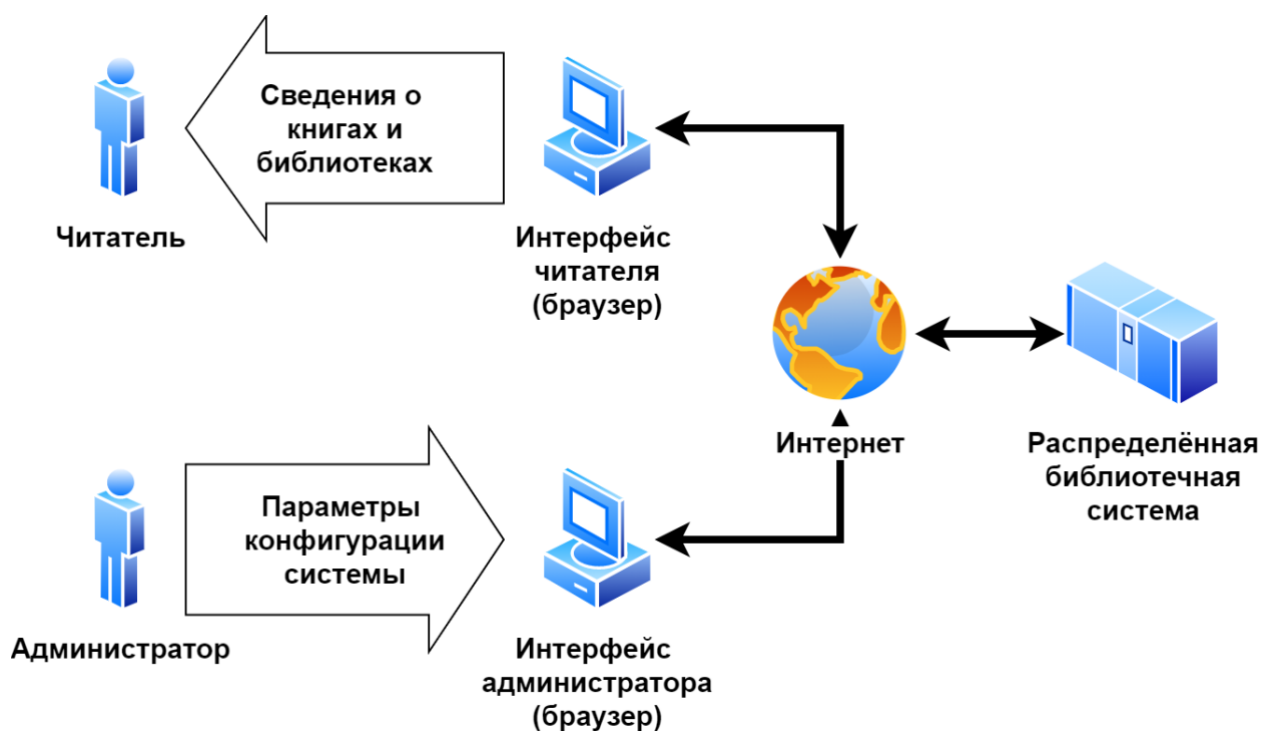 Сведения о
книгах и
библиотеках
Читатель
Интерфейс
читателя
(браузер)
Интернет
Распределённая
библиотечная
система
Параметры
конфигурации
системы
Администратор
Интерфейс
администратора
(браузер)